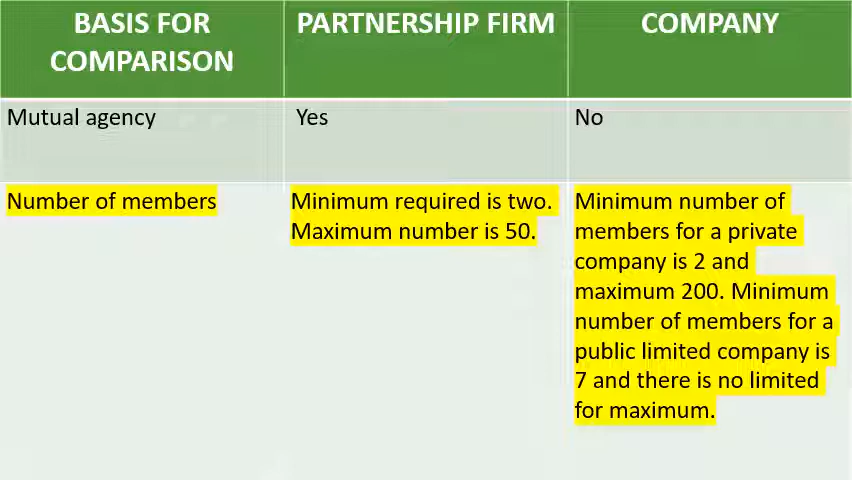 BASIS FOR
COMPARISON
PARTNERSHIP FIRM
COMPANY
Mutual agency
Yes
No
Number of members
Minimum required is two.
Maximum number is 50.
Minimum number of
members for a private
company is 2 and
maximum 200. Minimum
number of members for a
public limited company is
7 and there is no limited
for maximum.